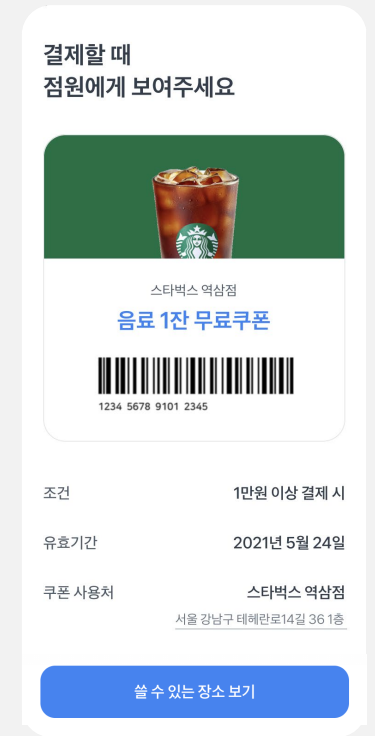 결제할 때
점원에게 보여주세요
스타벅스 역삼점
음료 1잔 무료쿠폰
1234 5678 9101 2345
조건
1만원 이상 결제 시
유효기간
2021년 5월 24일
쿠폰 사용처
스타벅스 역삼점
서울 강남구 테헤란로14길 36 1층
쓸 수 있는 장소 보기